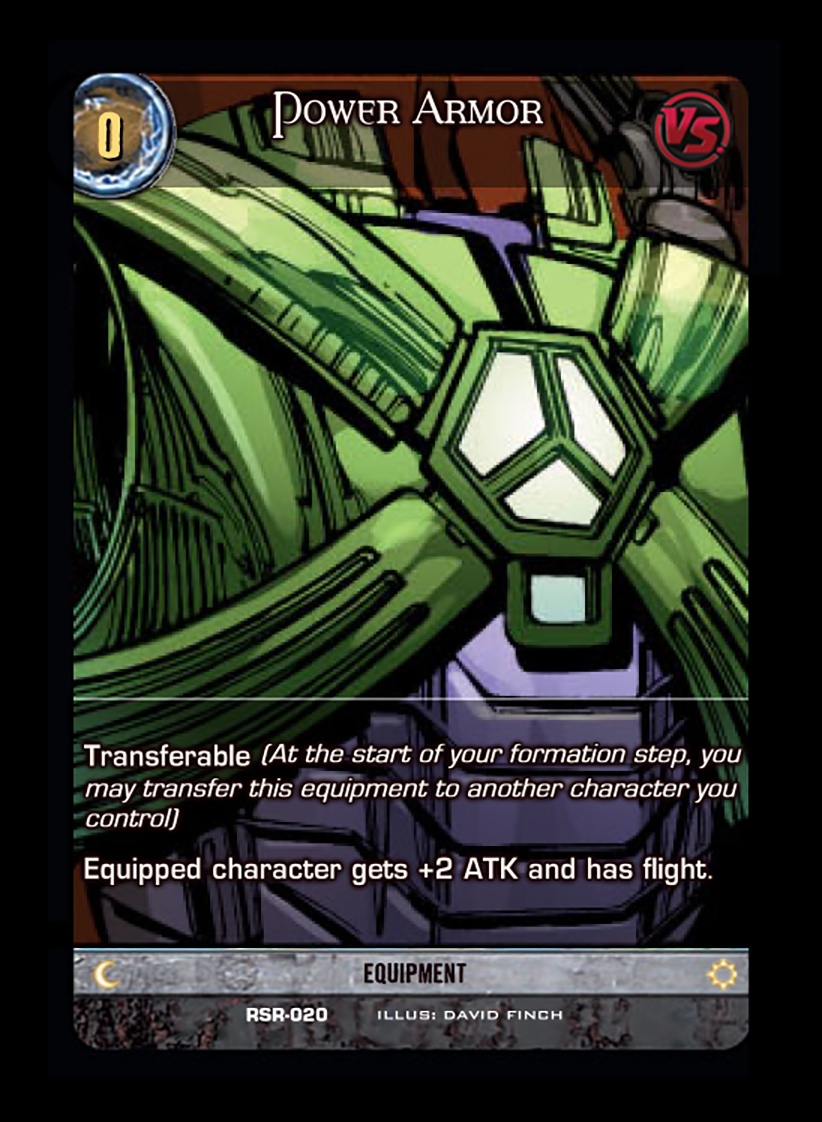 0
Power Armor
VS.
Transferable (At the start of your formation step, you
may transfer this equipment to another character you
control)
Equipped character gets +2 ATK and has flight.
EQUIPMENT
RSR-020 ILLUS: DAVID FINCH